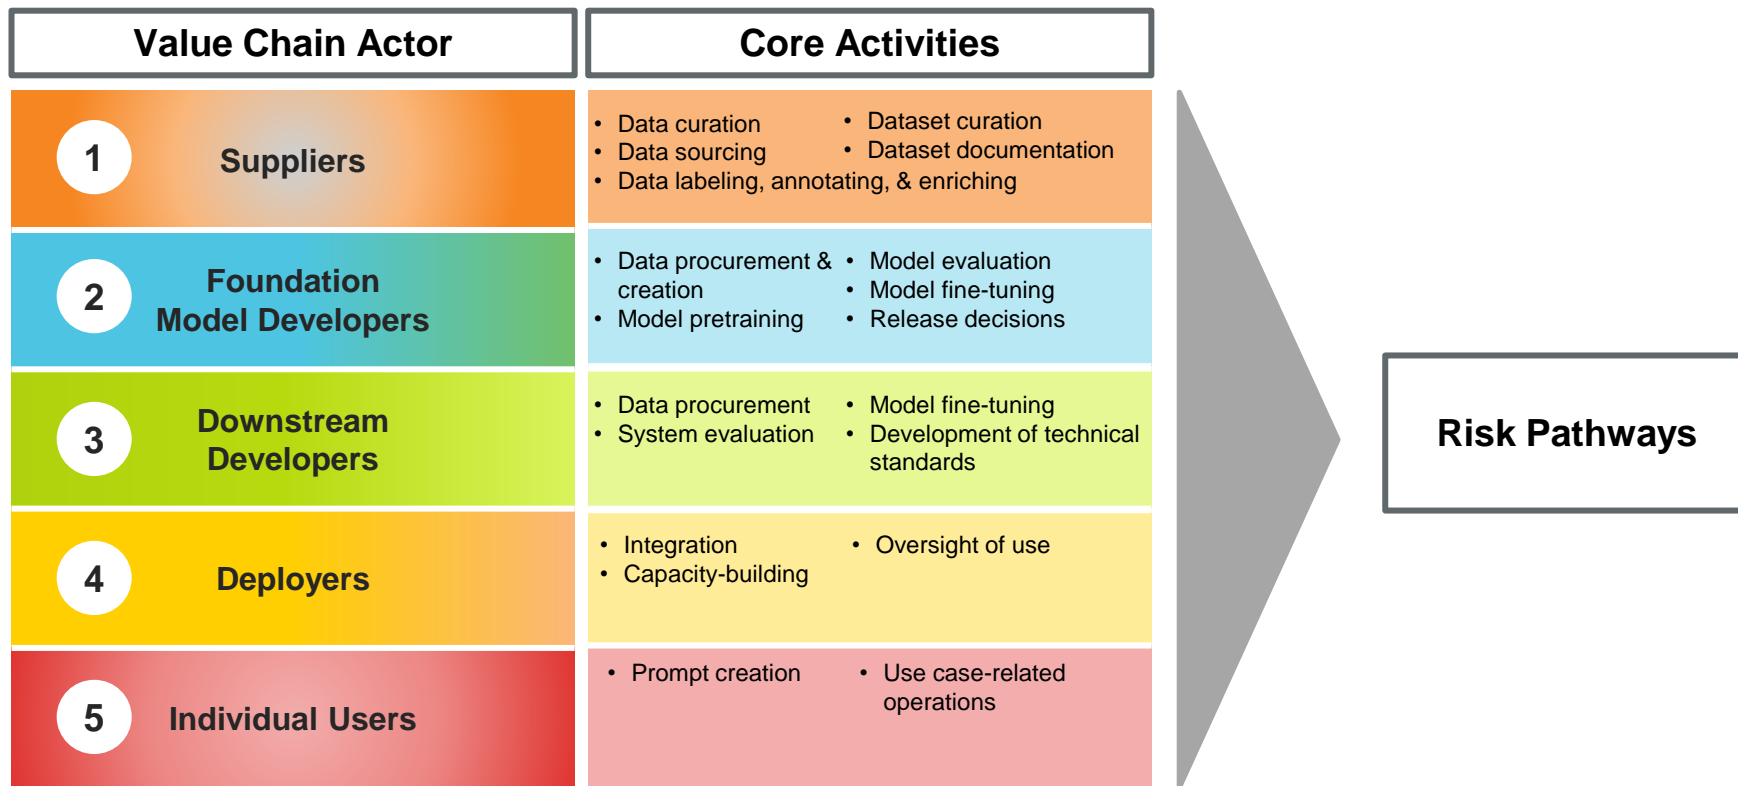 Value Chain Actor
Core Activities
1
Suppliers
• Data curation
• Data sourcing
• Data labeling, annotating, & enriching
• Dataset curation
• Dataset documentation
2
Foundation
Model Developers
• Data procurement &
creation
• Model pretraining
• Model evaluation
• Model fine-tuning
• Release decisions
3
Downstream
Developers
• Data procurement
• System evaluation
• Model fine-tuning
• Development of technical
standards
4
Deployers
• Integration
• Capacity-building
• Oversight of use
5
Individual Users
• Prompt creation
• Use case-related
operations
Risk Pathways